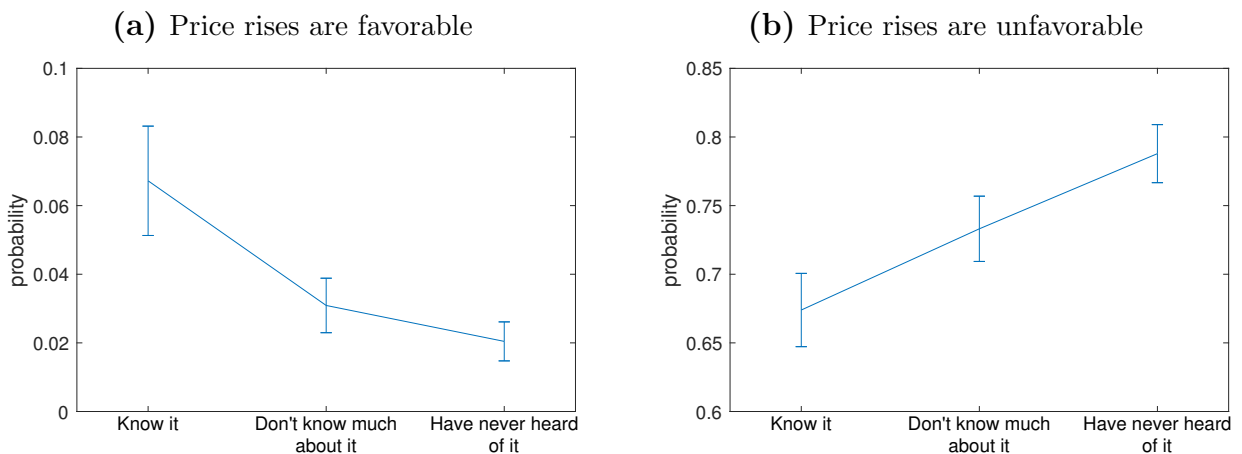 (a) Price rises are favorable
0.1
0.08
0.06
0.04
0.02
0
probability
Know it
Don't know much
about it
Have never heard
of it
(b) Price rises are unfavorable
0.85
0.8
0.75
0.7
0.65
0.6
probability
Know it
Don't know much
about it
Have never heard
of it